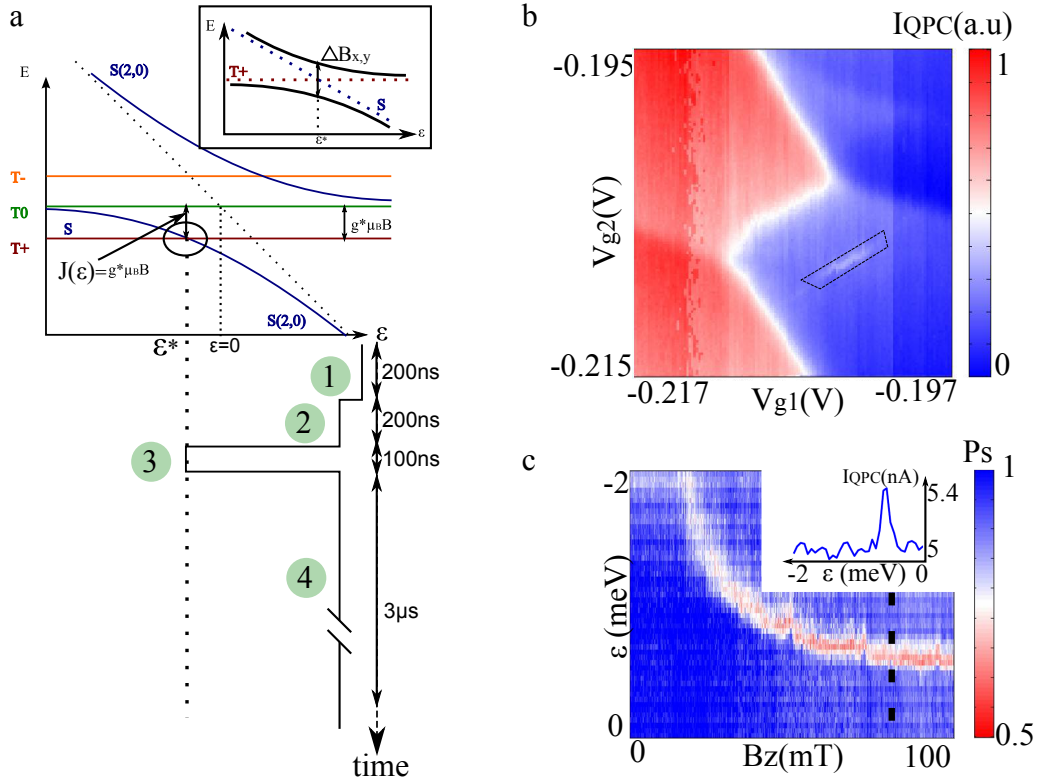 a
E
S(2,0)
T-
T0
S
T+
J(ε)=g*μBB
g*μBB
S(2,0)
ε
ε*
ε=0
E
ΔBx,y
T+
S
ε*
ε
1
200ns
2
200ns
3
100ns
4
3μs
time
b
IQPC(a.u)
-0.195
1
Vg2(V)
-0.215
0
-0.217
Vg1(V)
-0.197
c
Ps
-2
1
IQPC(nA)
5.4
5
-2
ε (meV)
0
ε (meV)
0
0
Bz(mT)
100
0.5